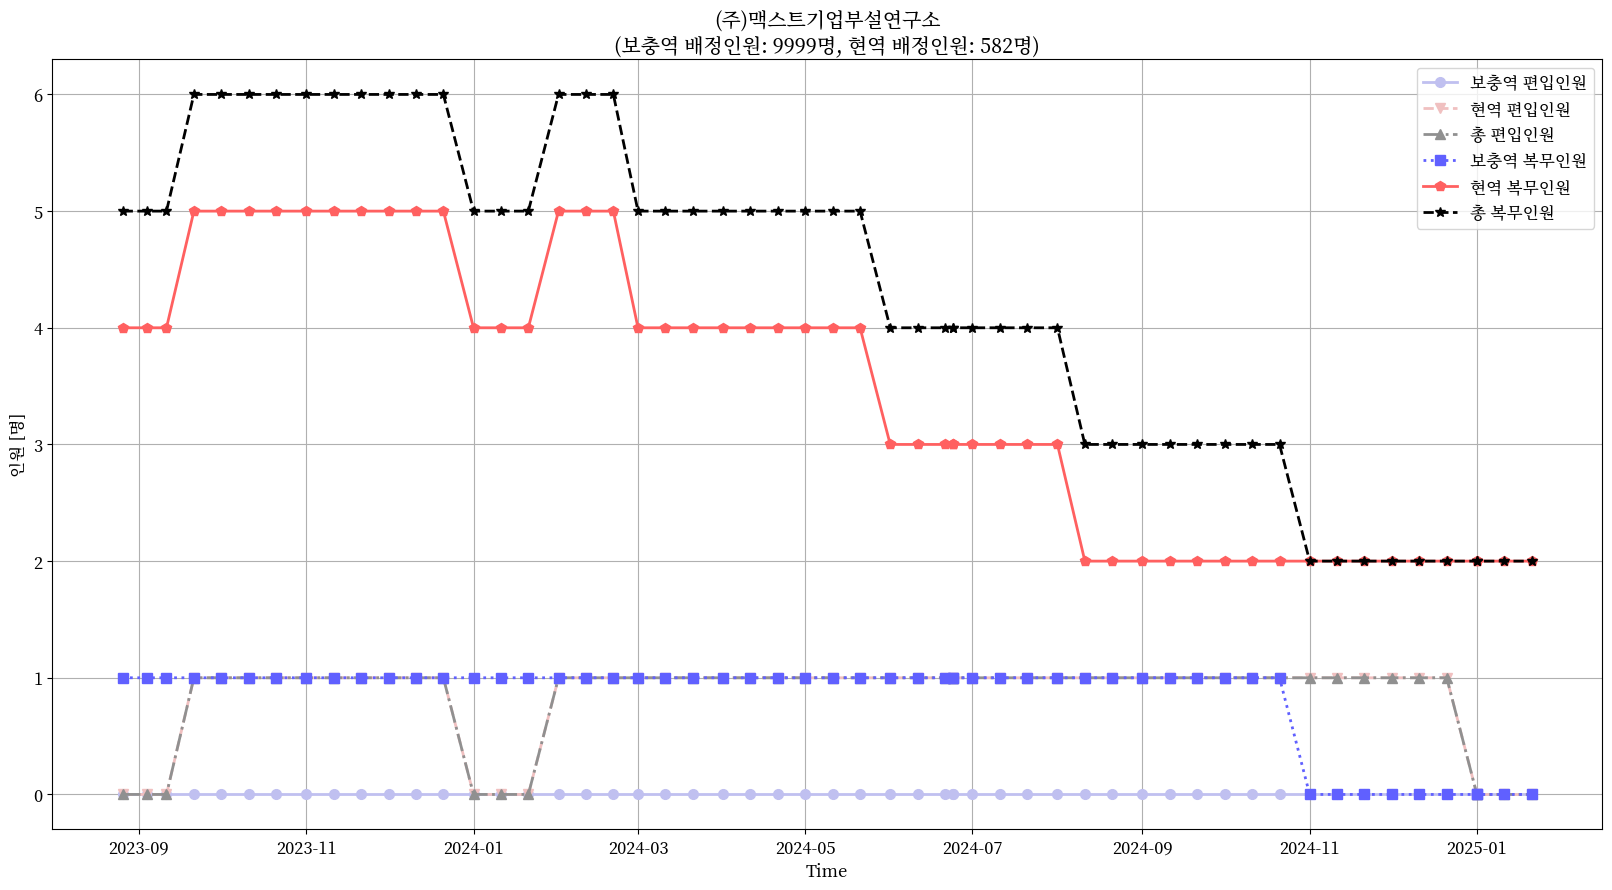 (주)맥스트기업부설연구소
(보충역 배정인원: 9999명, 현역 배정인원: 582명)
보충역 편입인원
현역 편입인원
총 편입인원
보충역 복무인원
현역 복무인원
총 복무인원
인원 [명]
6
5
4
3
2
1
0
2023-09
2023-11
2024-01
2024-03
2024-05
2024-07
2024-09
2024-11
2025-01
Time